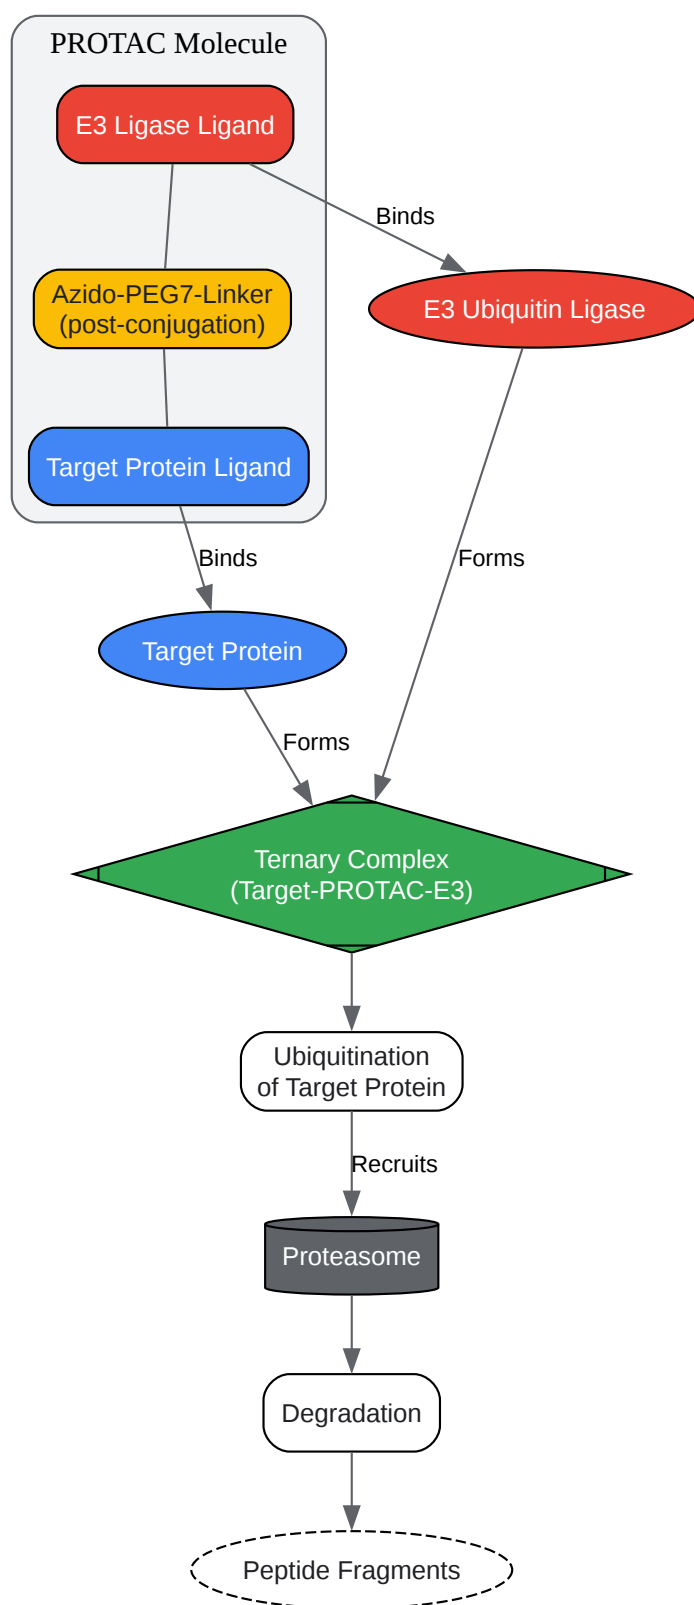 PROTAC Molecule
E3 Ligase Ligand
Binds
Azido-PEG7-Linker
(post-conjugation)
E3 Ubiquitin Ligase
Target Protein Ligand
Binds
Forms
Target Protein
Forms
Ternary Complex
(Target-PROTAC-E3)
Ubiquitination
of Target Protein
Recruits
Proteasome
Degradation
Peptide Fragments